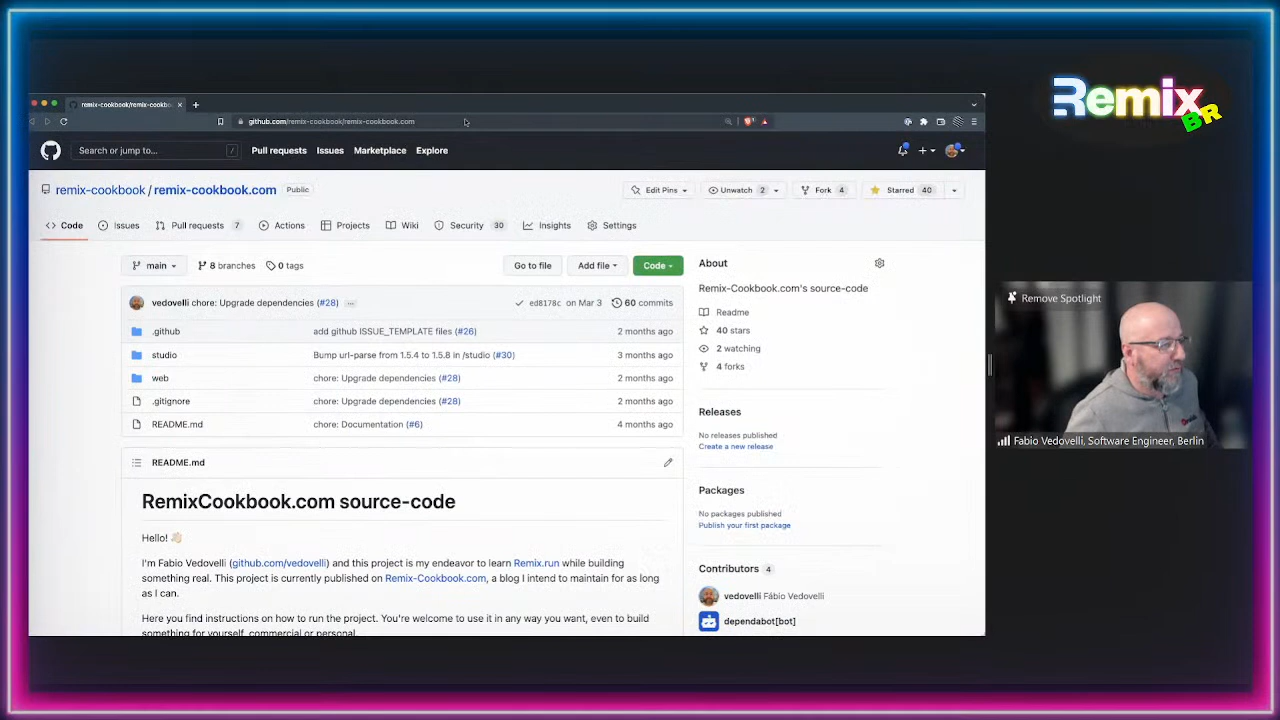 Remix
BR
remix-cookbook/remix-cookb
github.com/remix-cookbook/remix-cookbook.com
Search or jump to...
/
Pull requests
Issues
Marketplace
Explore
remix-cookbook / remix-cookbook.com
Public
Edit Pins
Unwatch 2
Fork 4
Starred 40
Code
Issues
Pull requests 7
Actions
Projects
Wiki
Security 30
Insights
Settings
main
8 branches
0 tags
Go to file
Add file
Code
vedovelli chore: Upgrade dependencies (#28) ...
ed8178c on Mar 3
60 commits
.github add github ISSUE_TEMPLATE files (#26) 2 months ago
studio Bump url-parse from 1.5.4 to 1.5.8 in /studio (#30) 3 months ago
web chore: Upgrade dependencies (#28) 2 months ago
.gitignore chore: Upgrade dependencies (#28) 2 months ago
README.md chore: Documentation (#6) 4 months ago
README.md
RemixCookbook.com source-code
Hello! 👋🏻
I'm Fabio Vedovelli (github.com/vedovelli) and this project is my endeavor to learn Remix.run while building
something real. This project is currently published on Remix-Cookbook.com, a blog I intend to maintain for as long
as I can.
Here you find instructions on how to run the project. You're welcome to use it in any way you want, even to build
something for yourself, commercial or personal.
About
Remix-Cookbook.com's source-code
Readme
40 stars
2 watching
4 forks
Releases
No releases published
Create a new release
Packages
No packages published
Publish your first package
Contributors 4
vedovelli Fábio Vedovelli
dependabot[bot]
Remove Spotlight
Fabio Vedovelli, Software Engineer, Berlin